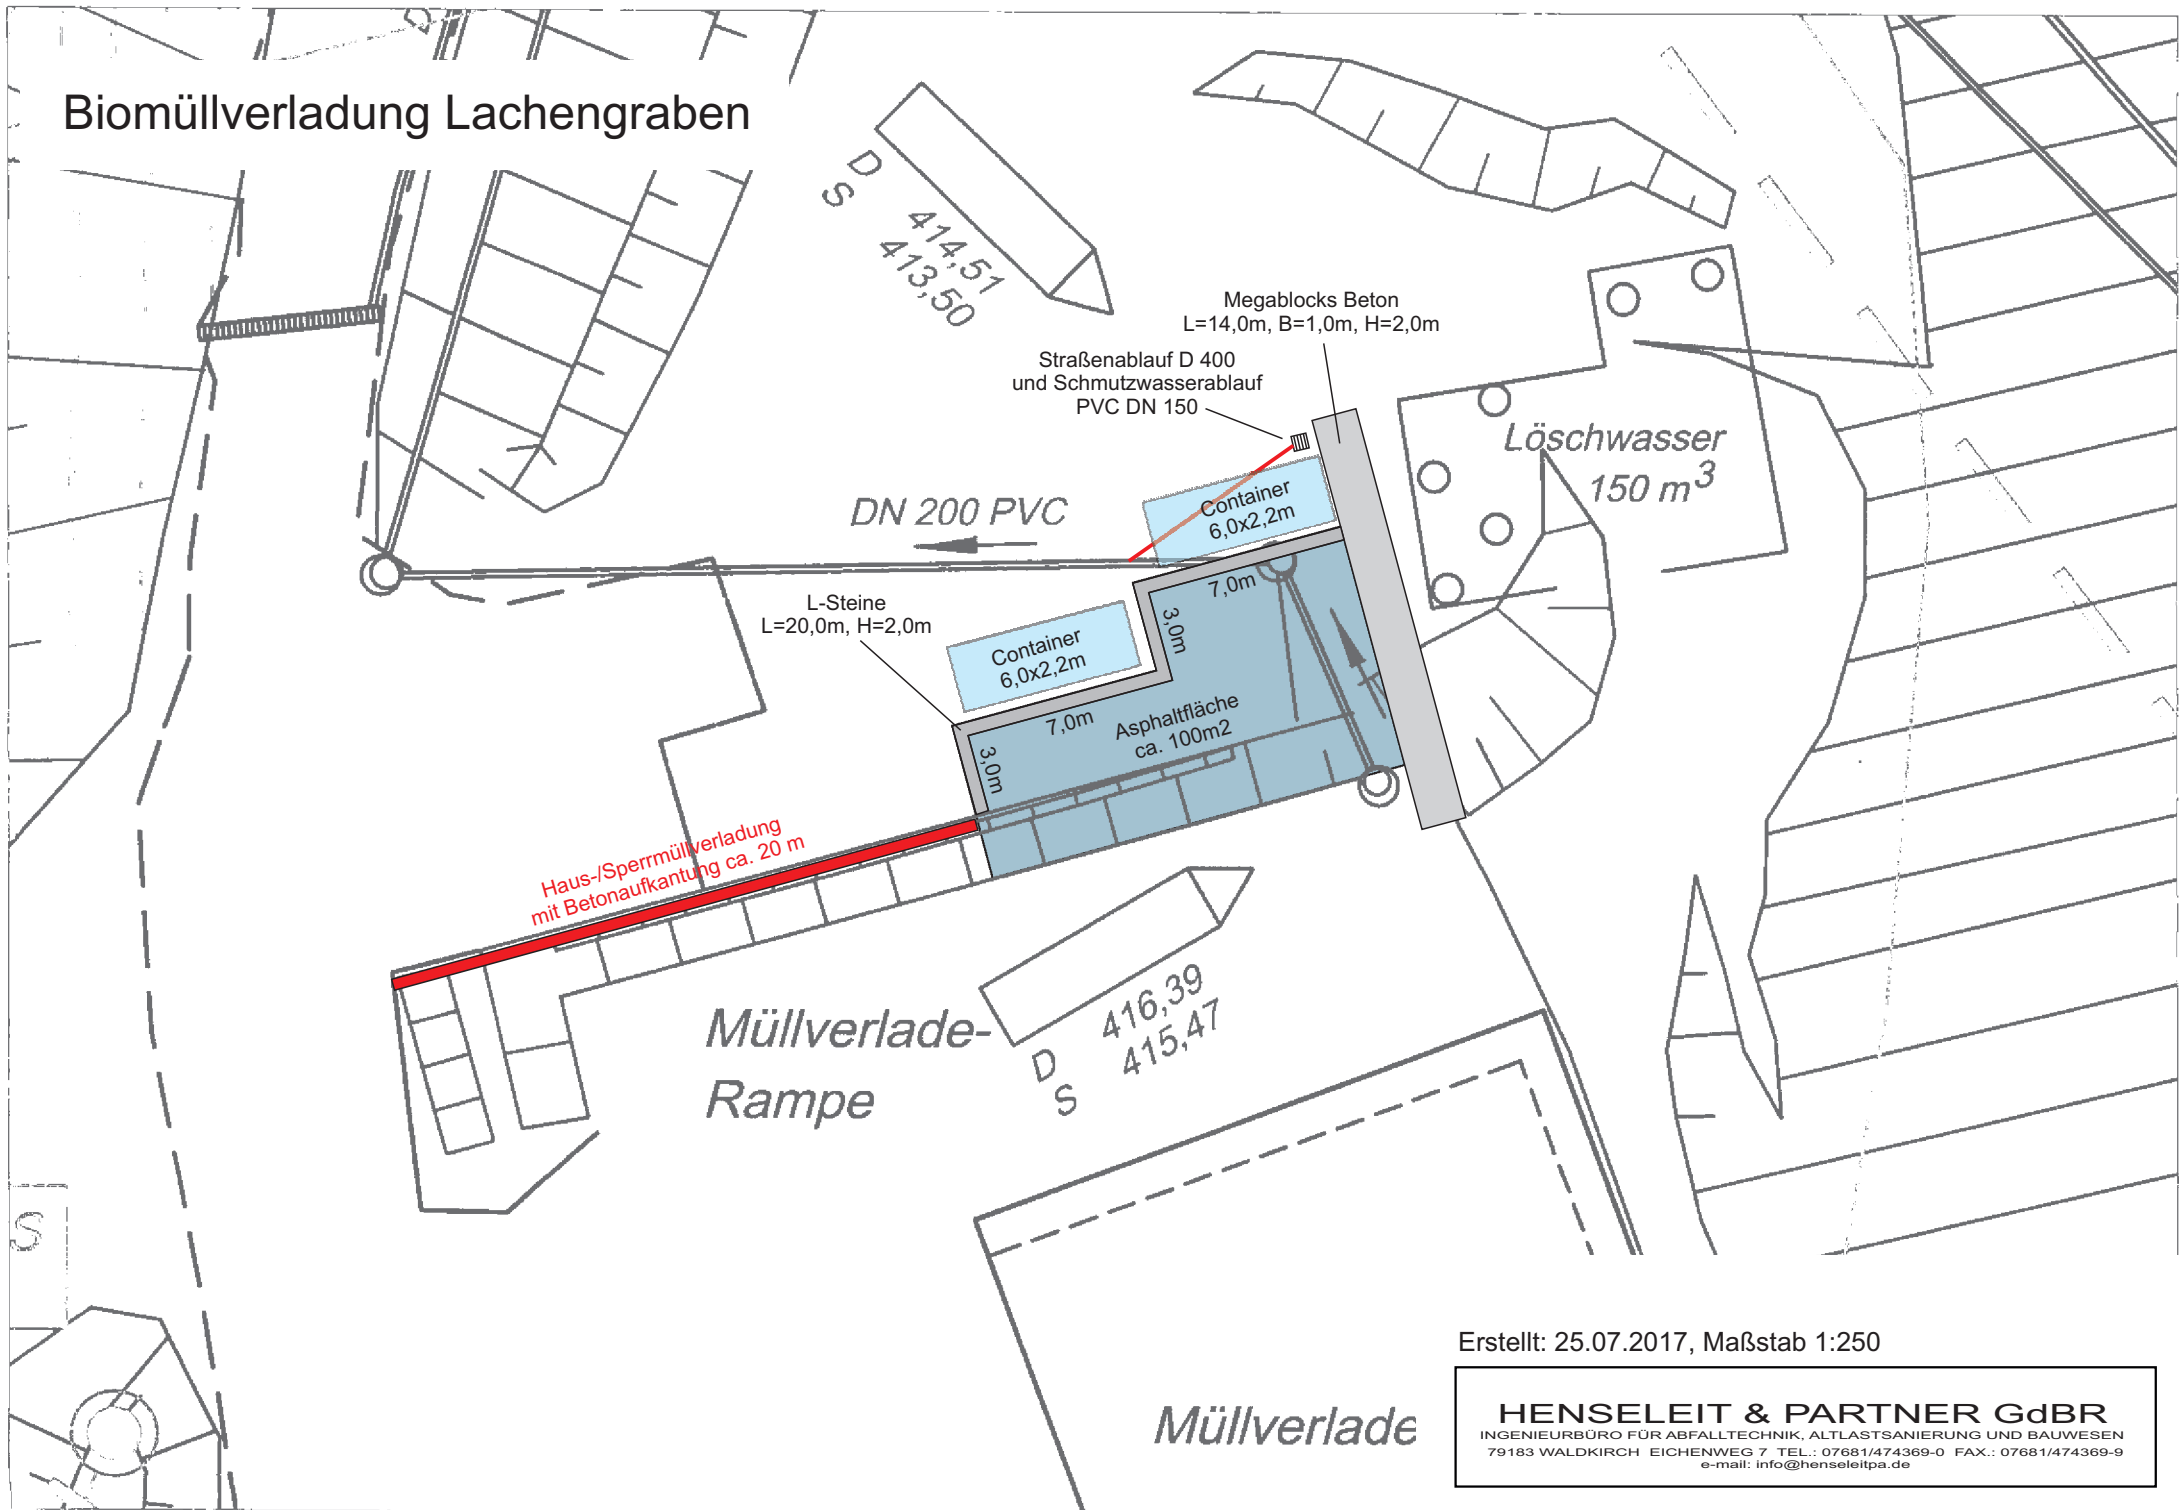 Biomüllverladung Lachengraben
D 414,51
S 413,50
Megablocks Beton
L=14,0m, B=1,0m, H=2,0m
Straßenablauf D 400
und Schmutzwasserablauf
PVC DN 150
Löschwasser
150 m³
DN 200 PVC
Container
6,0x2,2m
7,0m
3,0m
L-Steine
L=20,0m, H=2,0m
Container
6,0x2,2m
7,0m
3,0m
Asphaltfläche
ca. 100m2
Haus-/Sperrmüllverladung
mit Betonaufkantung ca. 20 m
Müllverlade-
Rampe
D 416,39
S 415,47
S
Müllverlade
Erstellt: 25.07.2017, Maßstab 1:250
HENSELEIT & PARTNER GdBR
INGENIEURBÜRO FÜR ABFALLTECHNIK, ALTLASTSANIERUNG UND BAUWESEN
79183 WALDKIRCH EICHENWEG 7 TEL.: 07681/474369-0 FAX.: 07681/474369-9
e-mail: info@henseleitpa.de